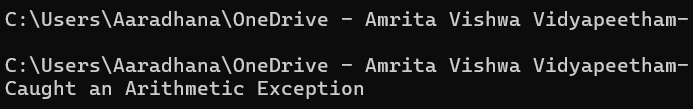 C:\Users\Aaradhana\OneDrive - Amrita Vishwa Vidyapeetham-
C:\Users\Aaradhana\OneDrive - Amrita Vishwa Vidyapeetham-
Caught an Arithmetic Exception